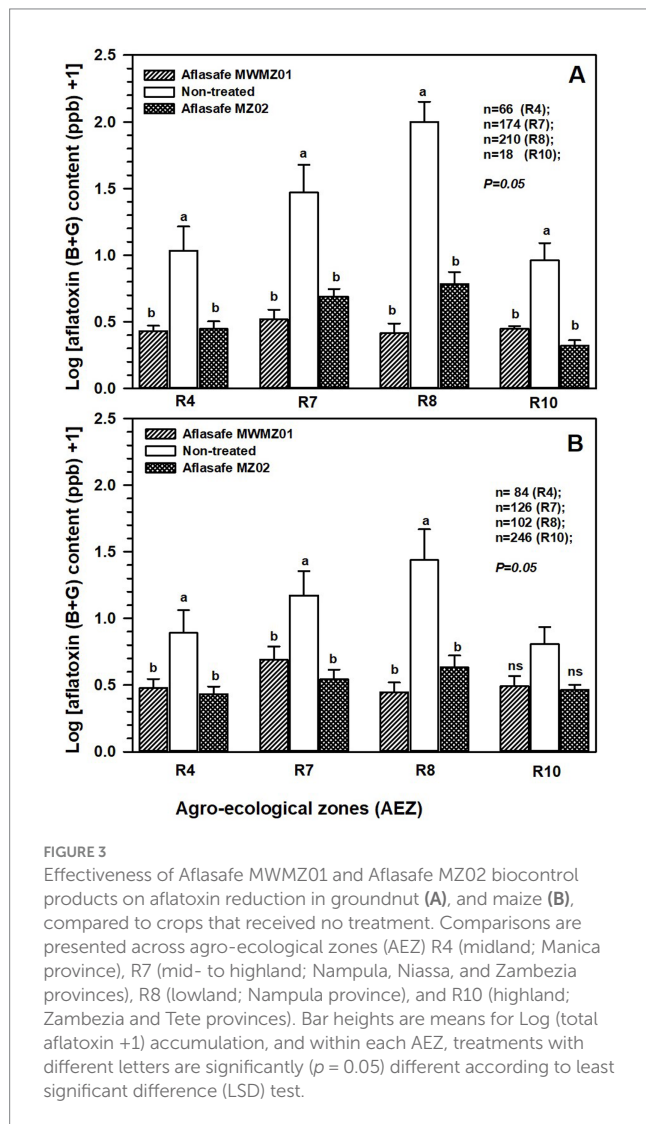 A
Aflasafe MWMZ01
Non-treated
Aflasafe MZ02
n=66 (R4);
n=174 (R7);
n=210 (R8);
n=18 (R10);
P=0.05
Log [aflatoxin (B+G) content (ppb) +1]
2.5
2.0
1.5
1.0
0.5
0.0
b a b
b a b
b a b
b a b
R4 R7 R8 R10
B
Aflasafe MWMZ01
Non-treated
Aflasafe MZ02
n= 84 (R4);
n=126 (R7);
n=102 (R8);
n=246 (R10);
P=0.05
Log [aflatoxin (B+G) content (ppb) +1]
2.5
2.0
1.5
1.0
0.5
0.0
b a b
b a b
b a b
ns ns
R4 R7 R8 R10
Agro-ecological zones (AEZ)
FIGURE 3
Effectiveness of Aflasafe MWMZ01 and Aflasafe MZ02 biocontrol
products on aflatoxin reduction in groundnut (A), and maize (B),
compared to crops that received no treatment. Comparisons are
presented across agro-ecological zones (AEZ) R4 (midland; Manica
province), R7 (mid- to highland; Nampula, Niassa, and Zambezia
provinces), R8 (lowland; Nampula province), and R10 (highland;
Zambezia and Tete provinces). Bar heights are means for Log (total
aflatoxin +1) accumulation, and within each AEZ, treatments with
different letters are significantly (p = 0.05) different according to least
significant difference (LSD) test.